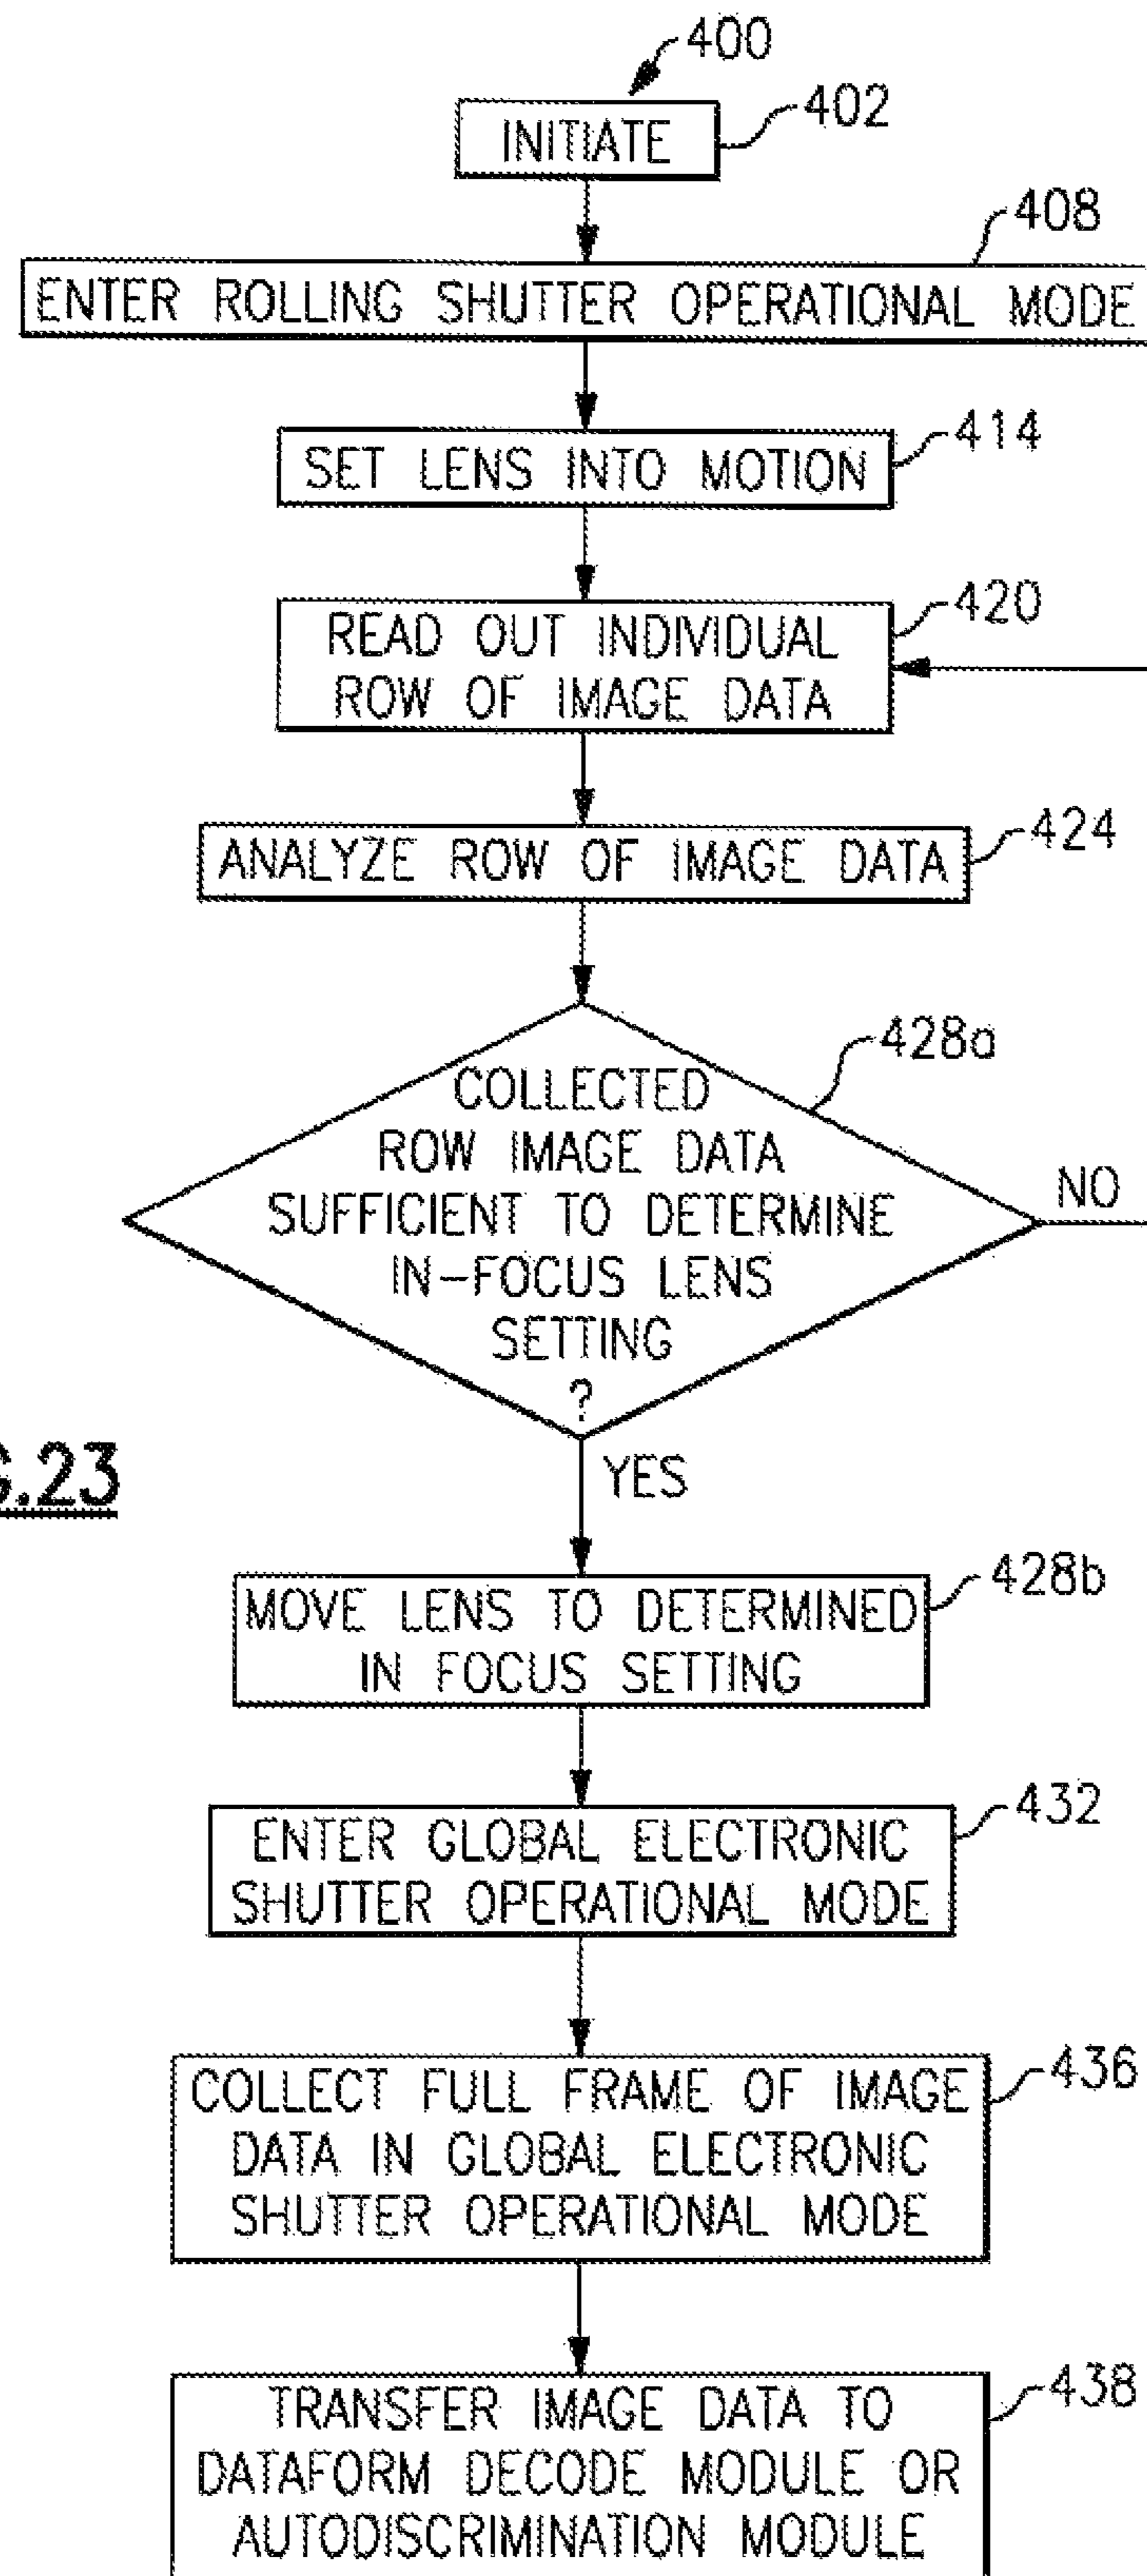 400
INITIATE
402
408
ENTER ROLLING SHUTTER OPERATIONAL MODE
414
SET LENS INTO MOTION
420
READ OUT INDIVIDUAL
ROW OF IMAGE DATA
424
ANALYZE ROW OF IMAGE DATA
428a
COLLECTED
ROW IMAGE DATA
SUFFICIENT TO DETERMINE
IN-FOCUS LENS
SETTING
?
NO
YES
G.23
428b
MOVE LENS TO DETERMINED
IN FOCUS SETTING
432
ENTER GLOBAL ELECTRONIC
SHUTTER OPERATIONAL MODE
436
COLLECT FULL FRAME OF IMAGE
DATA IN GLOBAL ELECTRONIC
SHUTTER OPERATIONAL MODE
438
TRANSFER IMAGE DATA TO
DATAFORM DECODE MODULE OR
AUTODISCRIMINATION MODULE